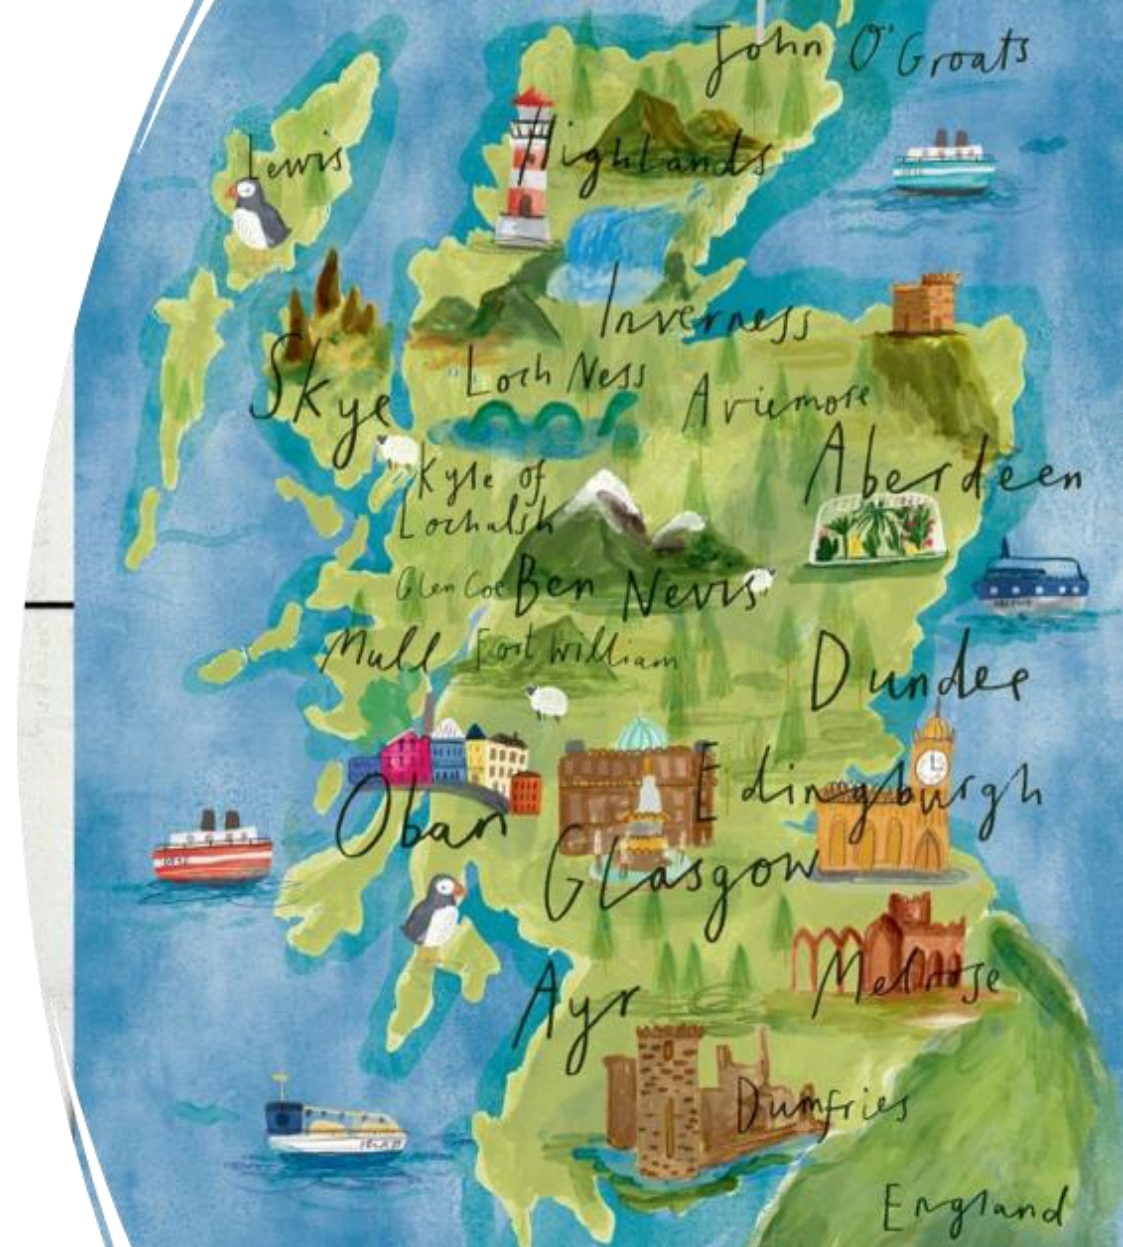 John O'Groats
Lewis
Highlands
Inverness
Loch Ness
Skye
Aviemore
Kyle of
Lochalsh
Aberdeen
Glen Coe
Ben Nevis
Mull
Fort William
Dundee
Edinburgh
Oban
Glasgow
Melrose
Ayr
Dumfries
England